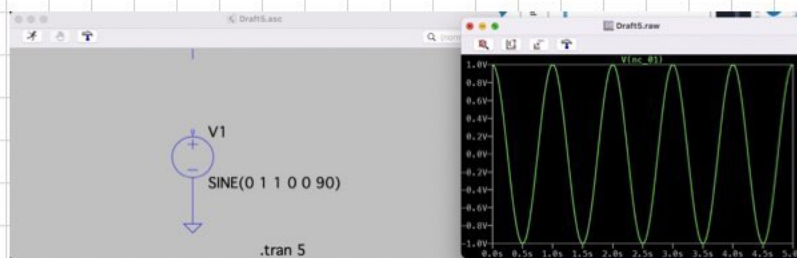 Draft5.asc
V1
SINE(0 1 1 0 0 90)
.tran 5
Draft5.raw
V(nc_01)
1.0V
0.8V
0.6V
0.4V
0.2V
0.0V
-0.2V
-0.4V
-0.6V
-0.8V
-1.0V
0.0s 0.5s 1.0s 1.5s 2.0s 2.5s 3.0s 3.5s 4.0s 4.5s 5.0